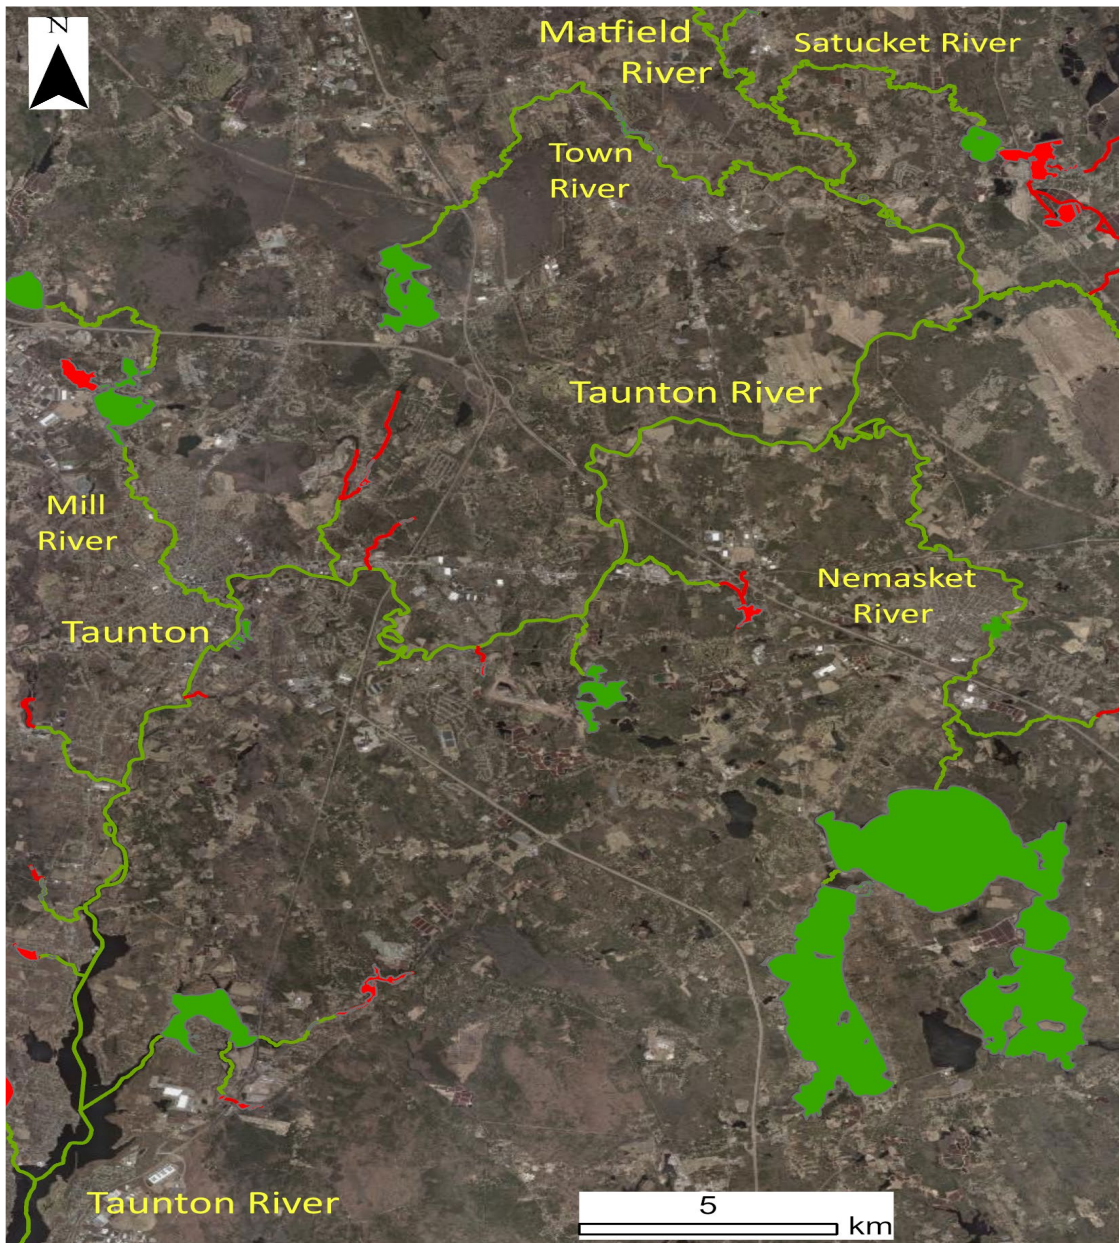 N
Matfield
River
Satucket River
Town
River
Taunton River
Mill
River
Nemasket
River
Taunton
Taunton River
5
km